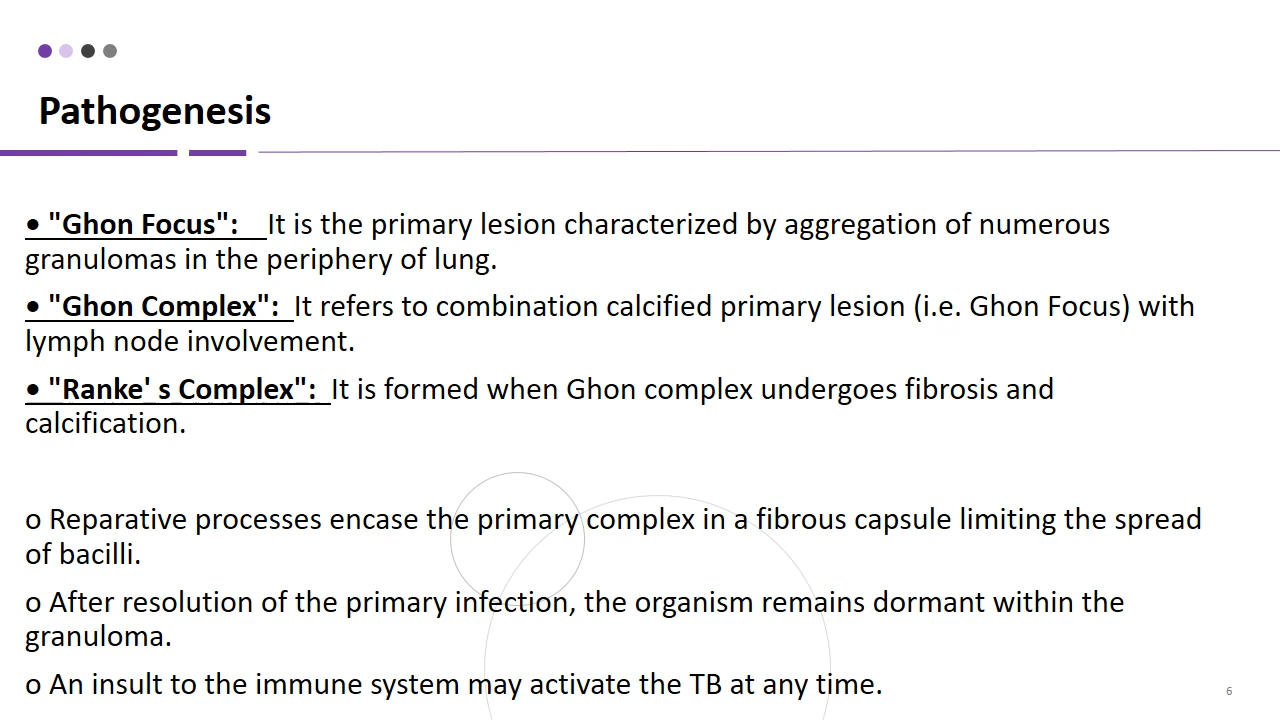 Pathogenesis
• "Ghon Focus": It is the primary lesion characterized by aggregation of numerous
granulomas in the periphery of lung.
• "Ghon Complex": It refers to combination calcified primary lesion (i.e. Ghon Focus) with
lymph node involvement.
• "Ranke' s Complex": It is formed when Ghon complex undergoes fibrosis and
calcification.
o Reparative processes encase the primary complex in a fibrous capsule limiting the spread
of bacilli.
o After resolution of the primary infection, the organism remains dormant within the
granuloma.
o An insult to the immune system may activate the TB at any time.
6